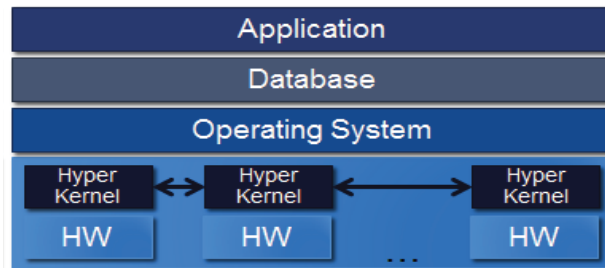 Application
Database
Operating System
Hyper Hyper Hyper
Kernel Kernel Kernel
HW HW ... HW